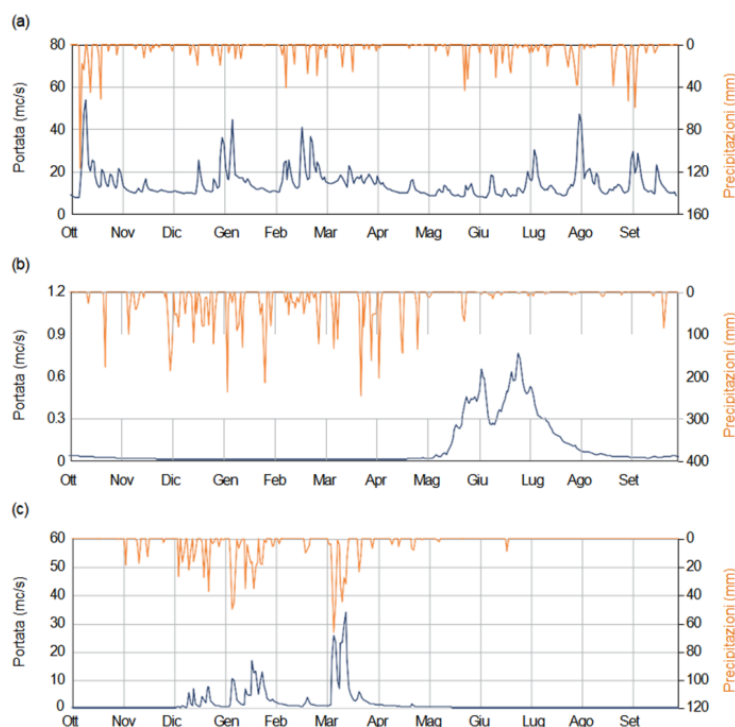 (a)
Portata (mc/s)
80
60
40
20
0
0
40
80
120
160
Precipitazioni (mm)
Ott Nov Dic Gen Feb Mar Apr Mag Giu Lug Ago Set
(b)
Portata (mc/s)
1.2
0.9
0.6
0.3
0
0
100
200
300
400
Precipitazioni (mm)
Ott Nov Dic Gen Feb Mar Apr Mag Giu Lug Ago Set
(c)
Portata (mc/s)
60
50
40
30
20
10
0
0
20
40
60
80
100
120
Precipitazioni (mm)
Ott Nov Dic Gen Feb Mar Apr Mag Giu Lug Ago Set